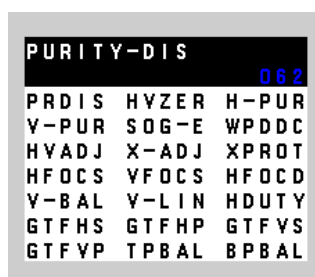 PURITY-DIS
062
PRDIS HVZER H-PUR
V-PUR SOG-E WPDDC
HVADJ X-ADJ XPROT
HFOCS VFOCS HFOCD
V-BAL V-LIN HDUTY
GTFHS GTFHP GTFVS
GTFVP TPBAL BPBAL